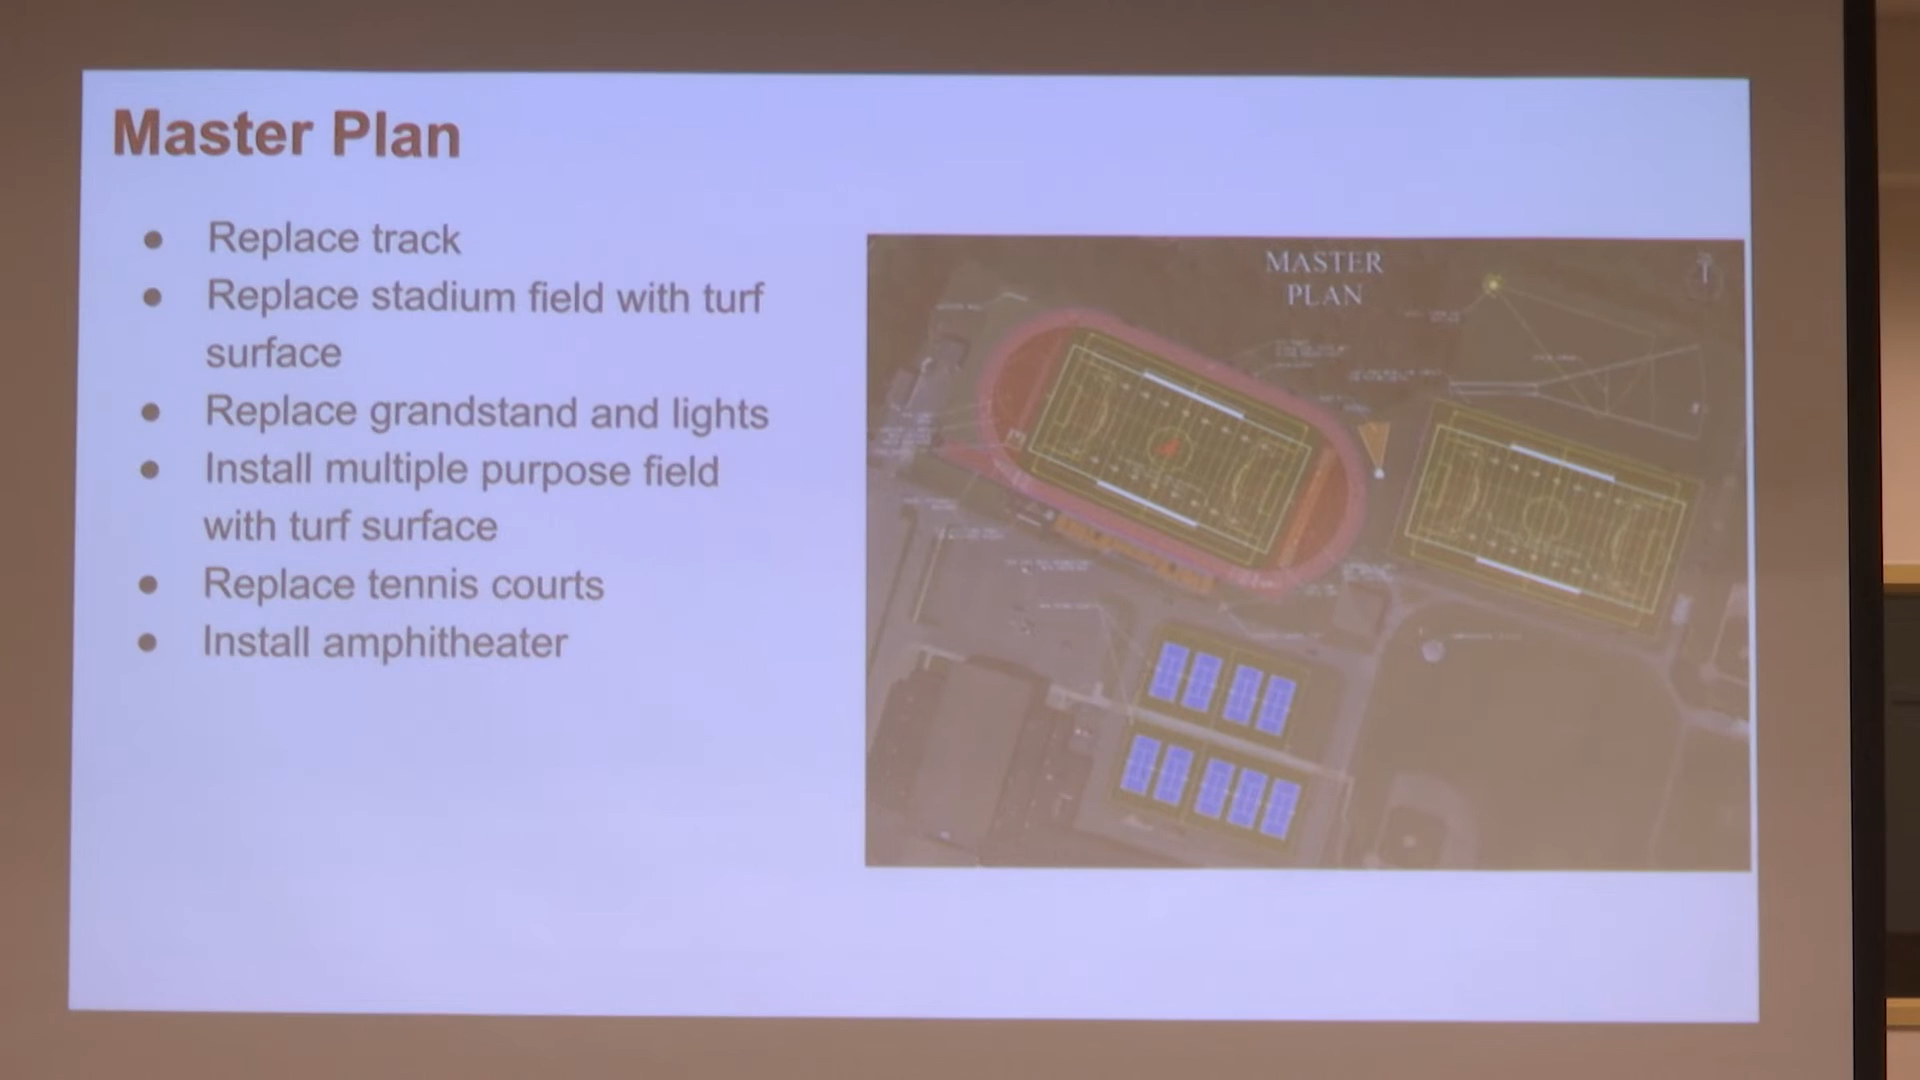 Master Plan
● Replace track
● Replace stadium field with turf
surface
● Replace grandstand and lights
● Install multiple purpose field
with turf surface
● Replace tennis courts
● Install amphitheater
MASTER
PLAN